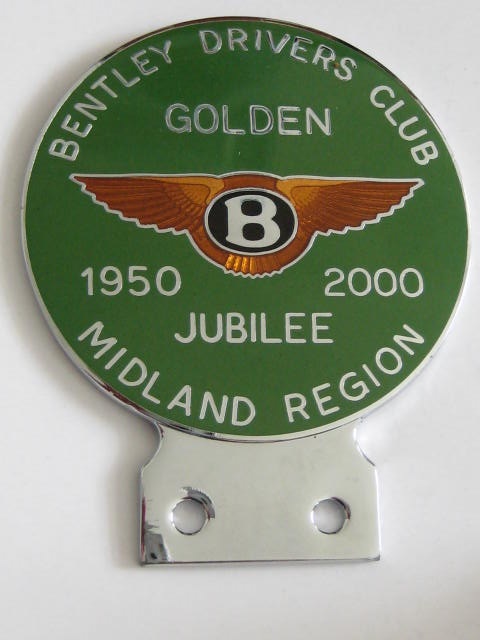 BENTLEY DRIVERS CLUB
GOLDEN
B
1950 2000
JUBILEE
MIDLAND REGION